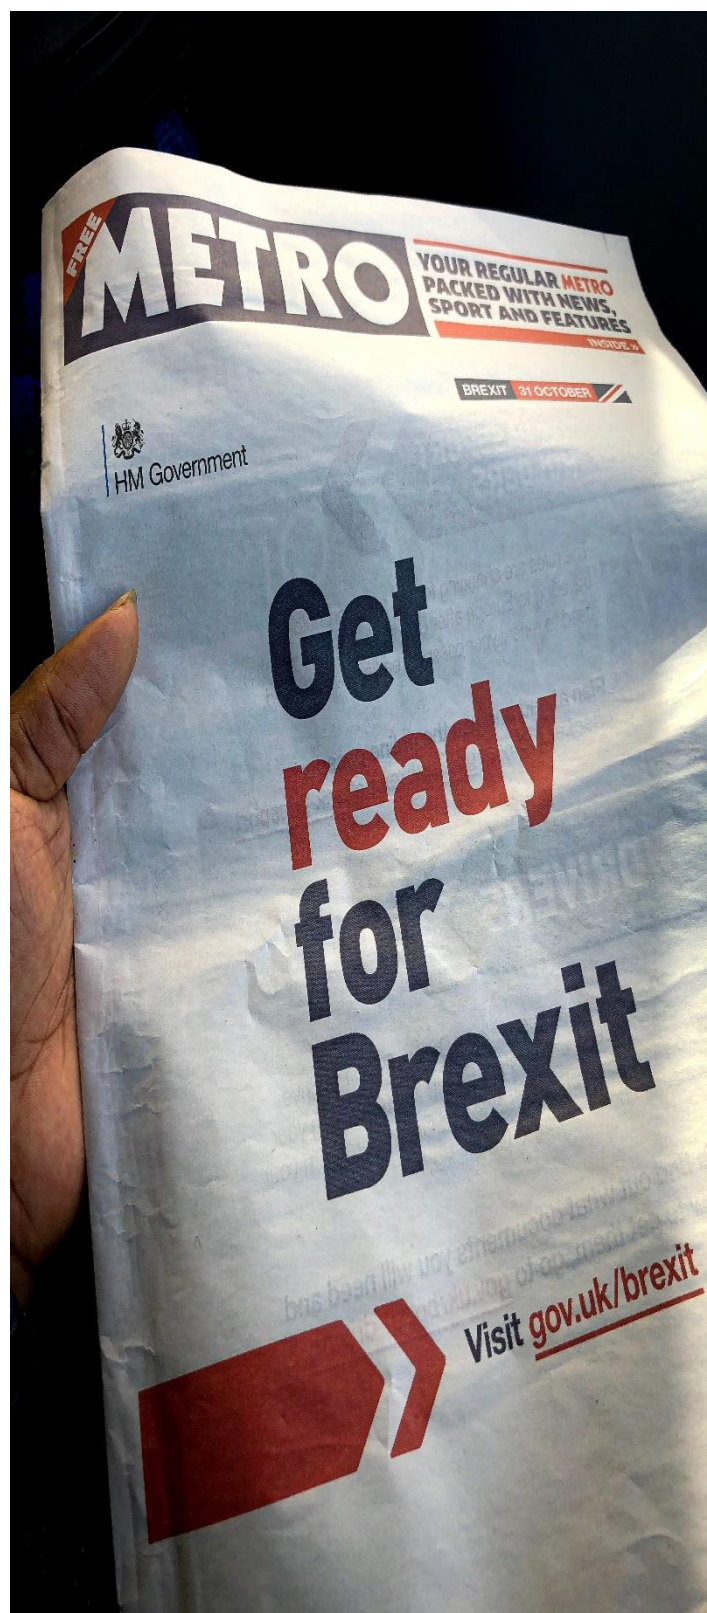 FREE
METRO
YOUR REGULAR METRO
PACKED WITH NEWS,
SPORT AND FEATURES
INSIDE »
BREXIT 31 OCTOBER
HM Government
Get
ready
for
Brexit
Visit gov.uk/brexit